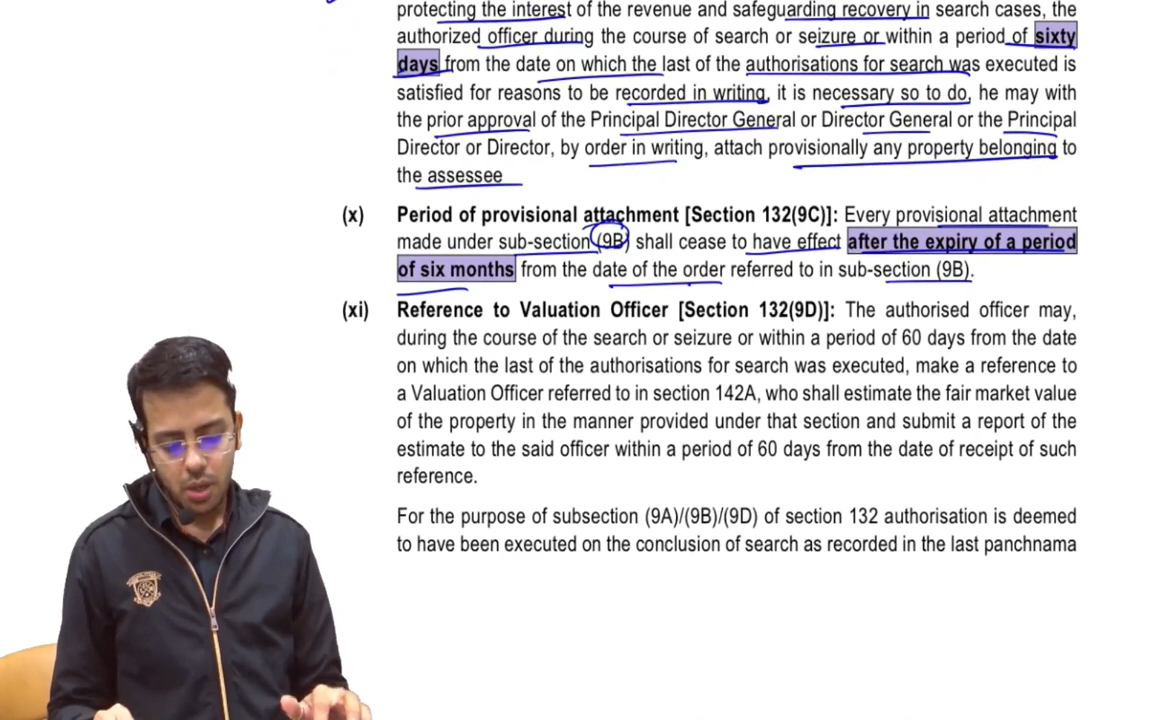 protecting the interest of the revenue and safeguarding recovery in search cases, the
authorized officer during the course of search or seizure or within a period of sixty
days from the date on which the last of the authorisations for search was executed is
satisfied for reasons to be recorded in writing, it is necessary so to do, he may with
the prior approval of the Principal Director General or Director General or the Principal
Director or Director, by order in writing, attach provisionally any property belonging to
the assessee
(x) Period of provisional attachment [Section 132(9C)]: Every provisional attachment
made under sub-section (9B) shall cease to have effect after the expiry of a period
of six months from the date of the order referred to in sub-section (9B).
(xi) Reference to Valuation Officer [Section 132(9D)]: The authorised officer may,
during the course of the search or seizure or within a period of 60 days from the date
on which the last of the authorisations for search was executed, make a reference to
a Valuation Officer referred to in section 142A, who shall estimate the fair market value
of the property in the manner provided under that section and submit a report of the
estimate to the said officer within a period of 60 days from the date of receipt of such
reference.
For the purpose of subsection (9A)/(9B)/(9D) of section 132 authorisation is deemed
to have been executed on the conclusion of search as recorded in the last panchnama